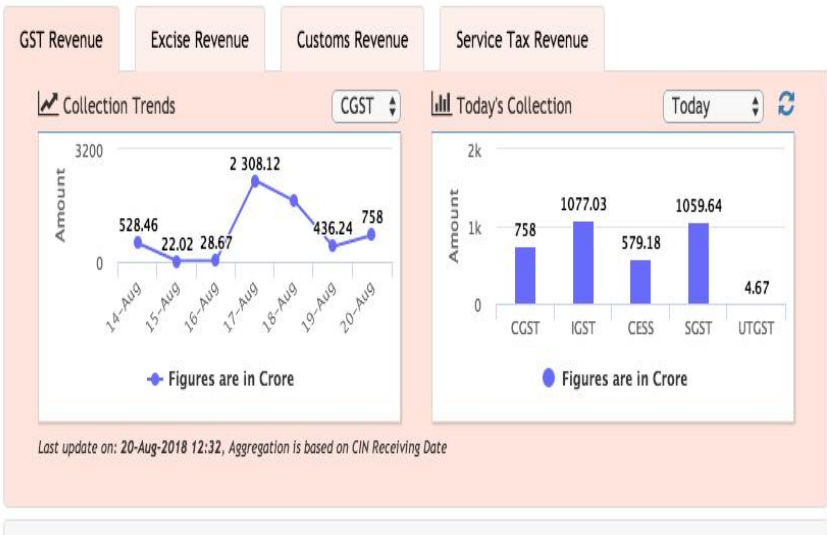 GST Revenue
Excise Revenue
Customs Revenue
Service Tax Revenue
Collection Trends
CGST
3200
Amount
0
528.46
22.02
28.67
2 308.12
436.24
758
14-Aug
15-Aug
16-Aug
17-Aug
18-Aug
19-Aug
20-Aug
Figures are in Crore
Today's Collection
Today
2k
Amount
1k
0
758
1077.03
579.18
1059.64
4.67
CGST
IGST
CESS
SGST
UTGST
Figures are in Crore
Last update on: 20-Aug-2018 12:32, Aggregation is based on CIN Receiving Date